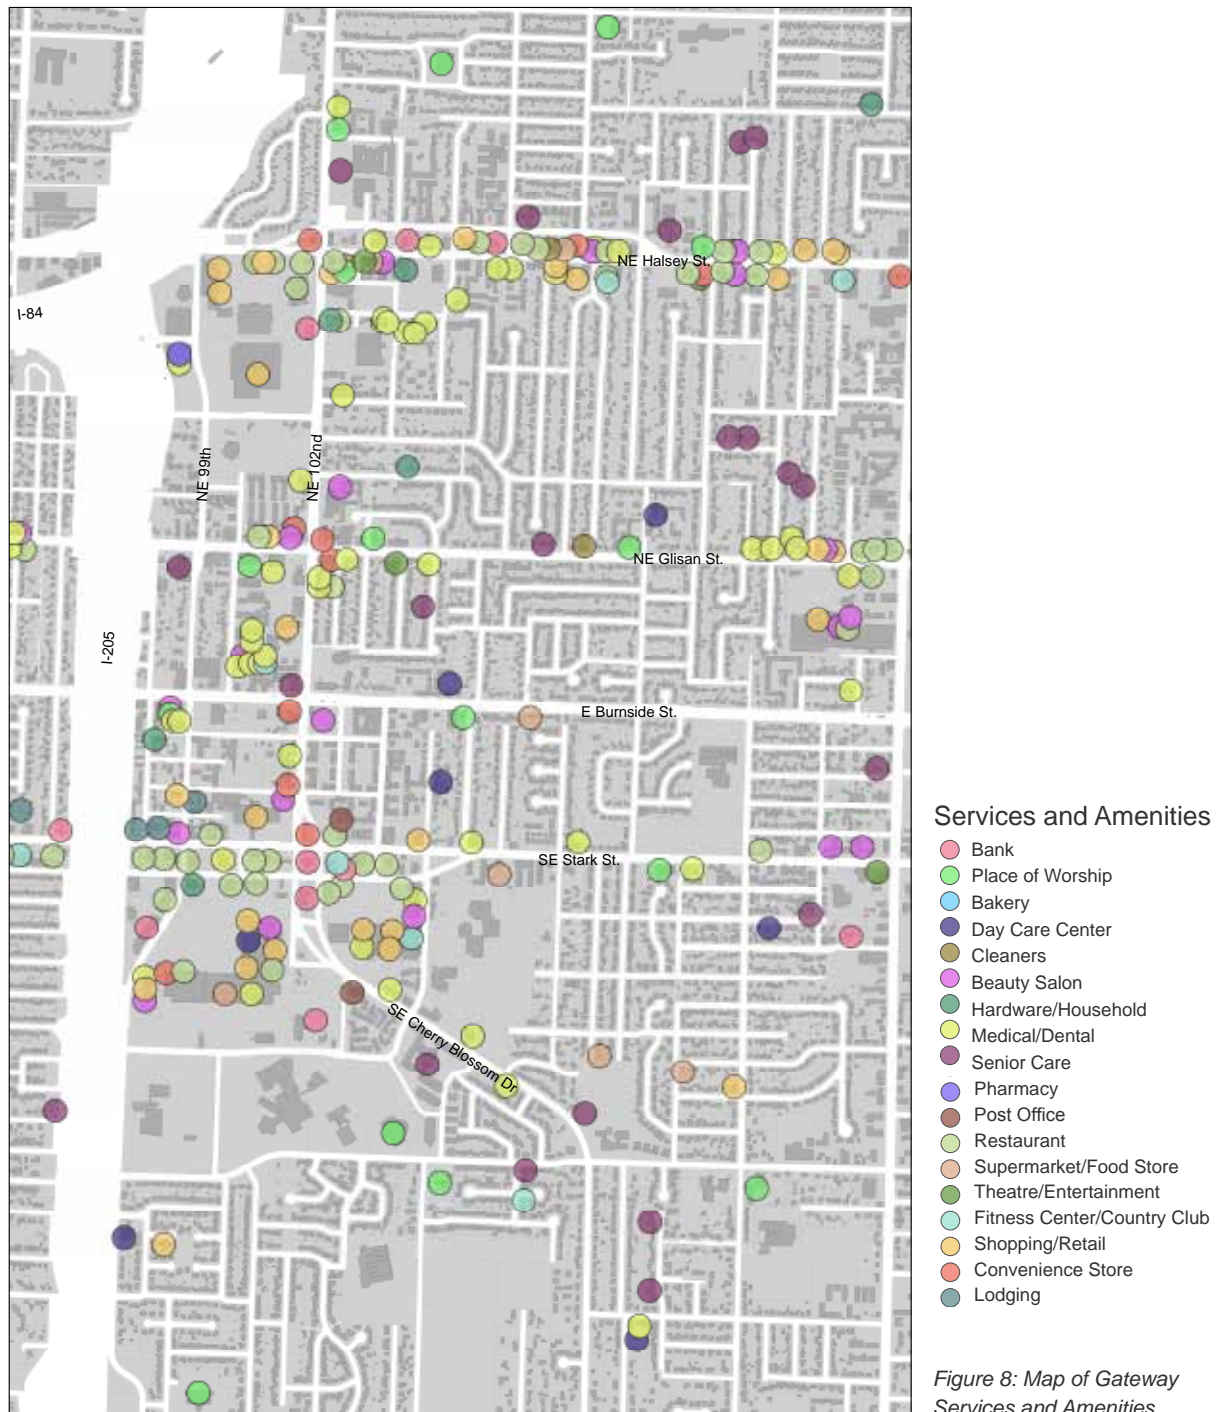 NE Halsey St.
I-84
NE 99th
NE 102nd
NE Glisan St.
I-205
E Burnside St.
SE Stark St.
SE Cherry Blossom Dr
Services and Amenities
Bank
Place of Worship
Bakery
Day Care Center
Cleaners
Beauty Salon
Hardware/Household
Medical/Dental
Senior Care
Pharmacy
Post Office
Restaurant
Supermarket/Food Store
Theatre/Entertainment
Fitness Center/Country Club
Shopping/Retail
Convenience Store
Lodging
Figure 8: Map of Gateway
Services and Amenities